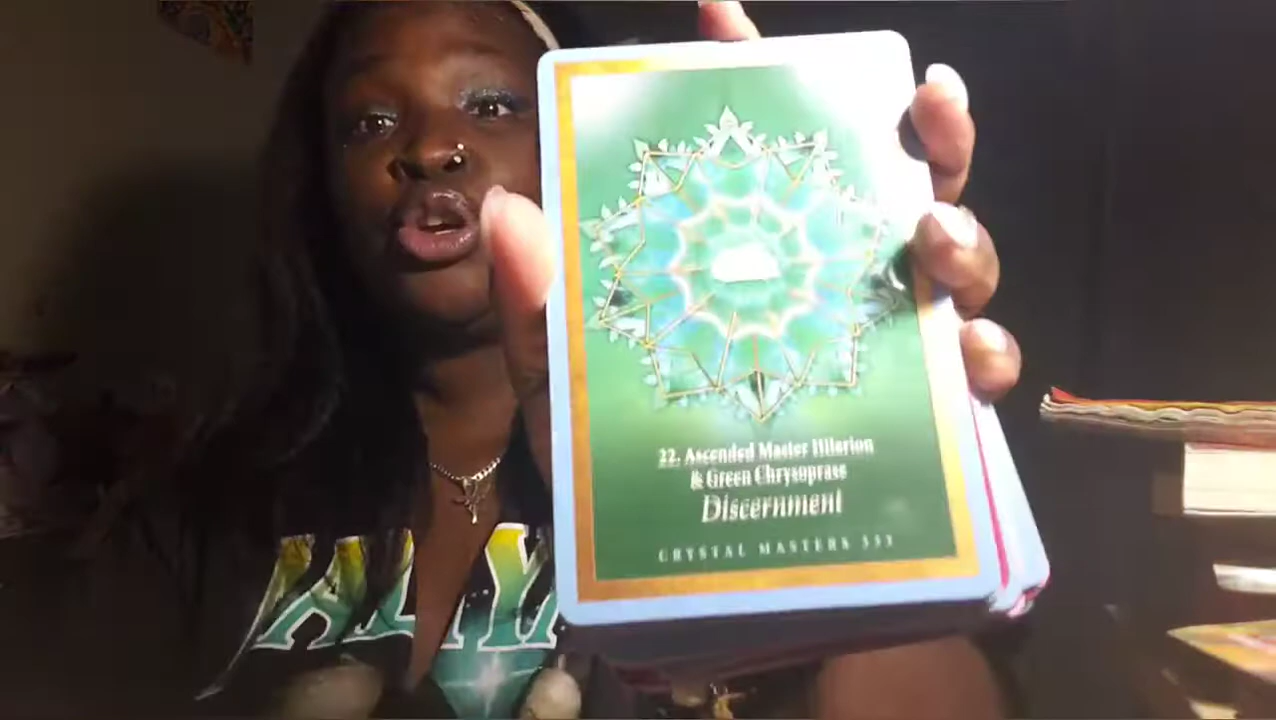 22. Ascended Master Hilarion
& Green Chrysoprase
Discernment
CRYSTAL MASTERS 333